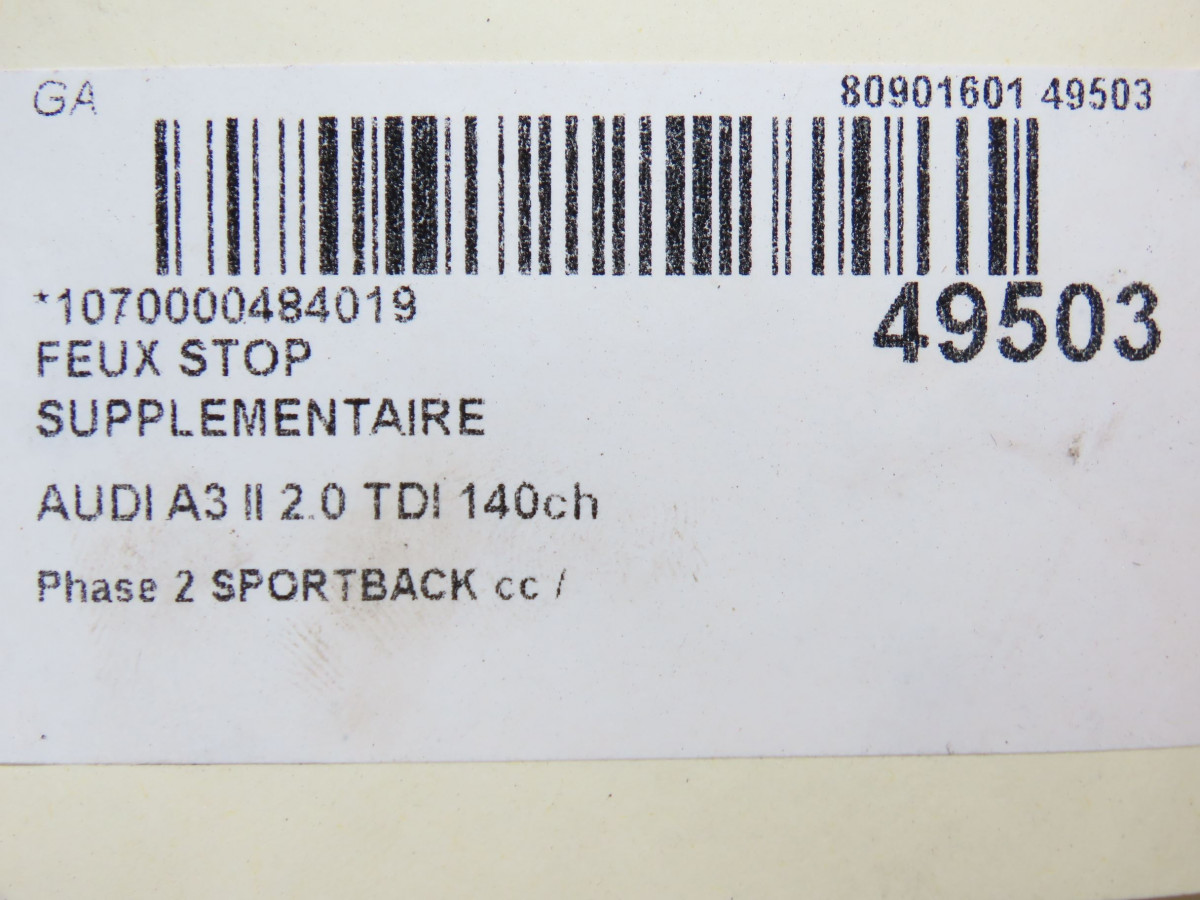 GA 80901601 49503
*1070000484019
49503
FEUX STOP
SUPPLEMENTAIRE
AUDI A3 II 2.0 TDI 140ch
Phase 2 SPORTBACK cc /